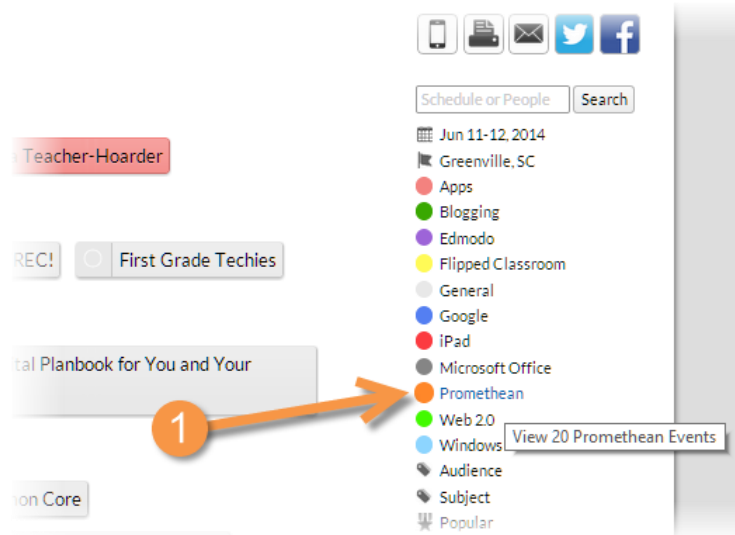 Schedule or People Search
Jun 11-12, 2014
Teacher-Hoarder
Greenville, SC
Apps
Blogging
Edmodo
REC! First Grade Techies
Flipped Classroom
General
Google
iPad
tal Planbook for You and Your
Microsoft Office
Promethean
1
Web 2.0
View 20 Promethean Events
Windows
Audience
non Core
Subject
Popular